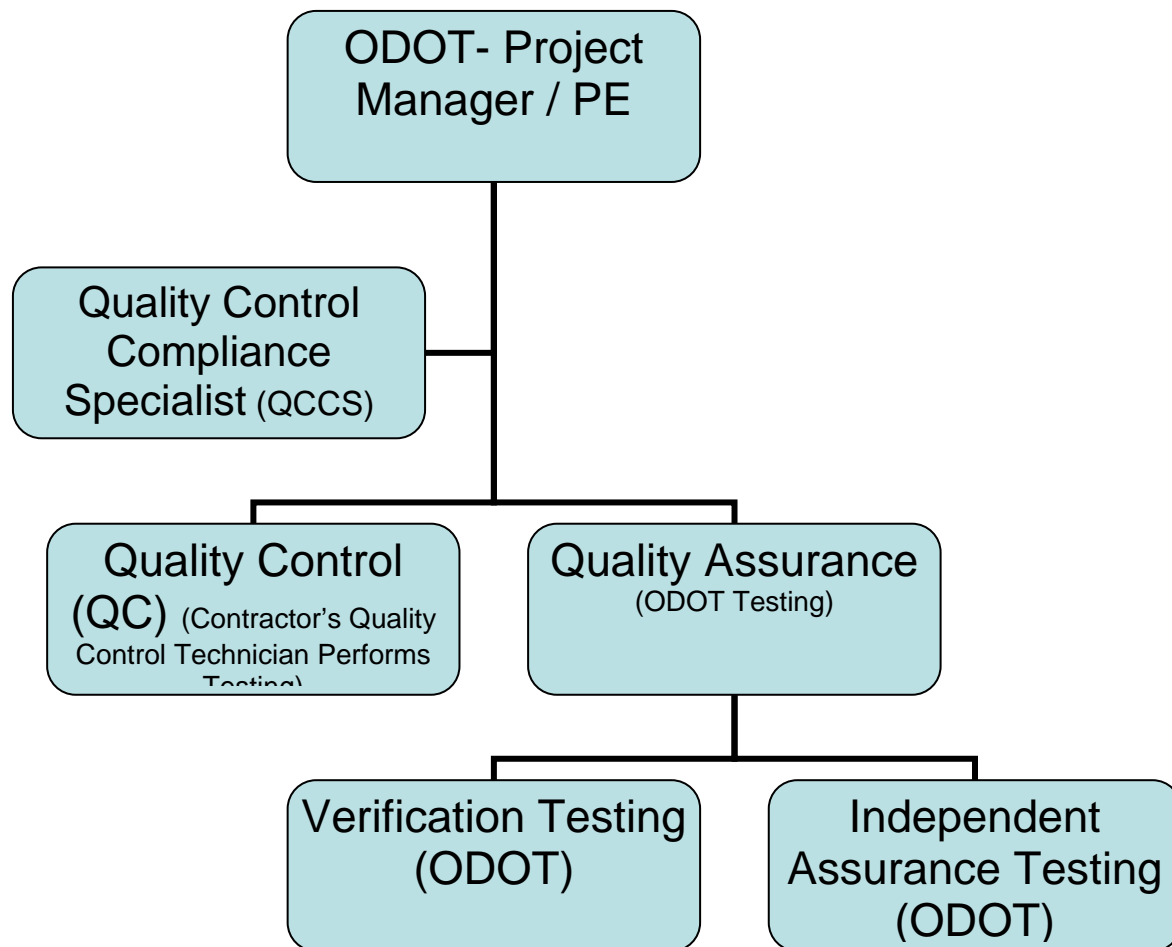 ODOT- Project
Manager / PE
Quality Control
Compliance
Specialist (QCCS)
Quality Control
(QC) (Contractor’s Quality
Control Technician Performs
Testing)
Quality Assurance
(ODOT Testing)
Verification Testing
(ODOT)
Independent
Assurance Testing
(ODOT)